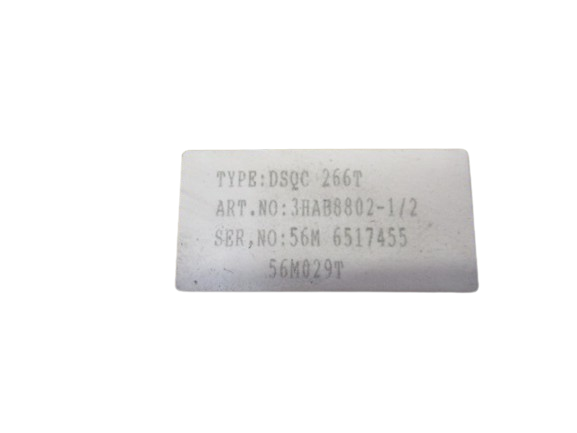 TYPE:DSQC 266T
ART.NO:3HAB8802-1/2
SER,NO:56M 6517455
56M029T